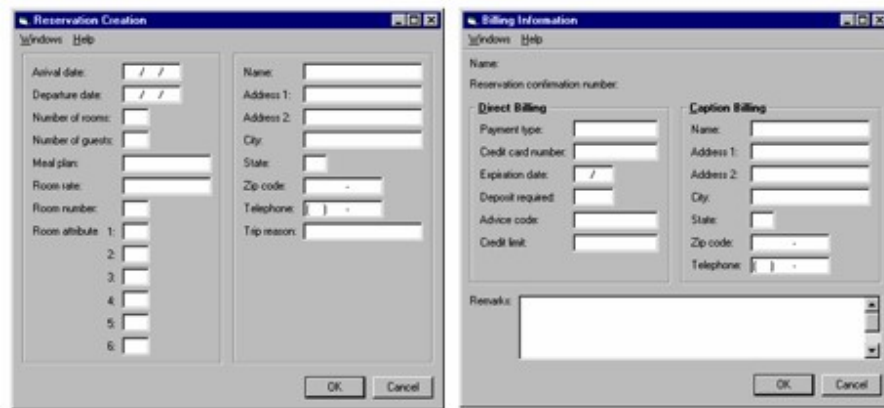 Reservation Creation
Windows Help
Arrival date: / /
Departure date: / /
Number of rooms:
Number of guests:
Meal plan:
Room rate:
Room number:
Room attribute 1:
2:
3:
4:
5:
6:
Name:
Address 1:
Address 2:
City:
State:
Zip code: -
Telephone: ( ) -
Trip reason:
OK Cancel
Billing Information
Windows Help
Name:
Reservation confirmation number:
Direct Billing
Payment type:
Credit card number:
Expiration date: /
Deposit required:
Advice code:
Credit limit:
Caption Billing
Name:
Address 1:
Address 2:
City:
State:
Zip code: -
Telephone: ( ) -
Remarks:
OK Cancel